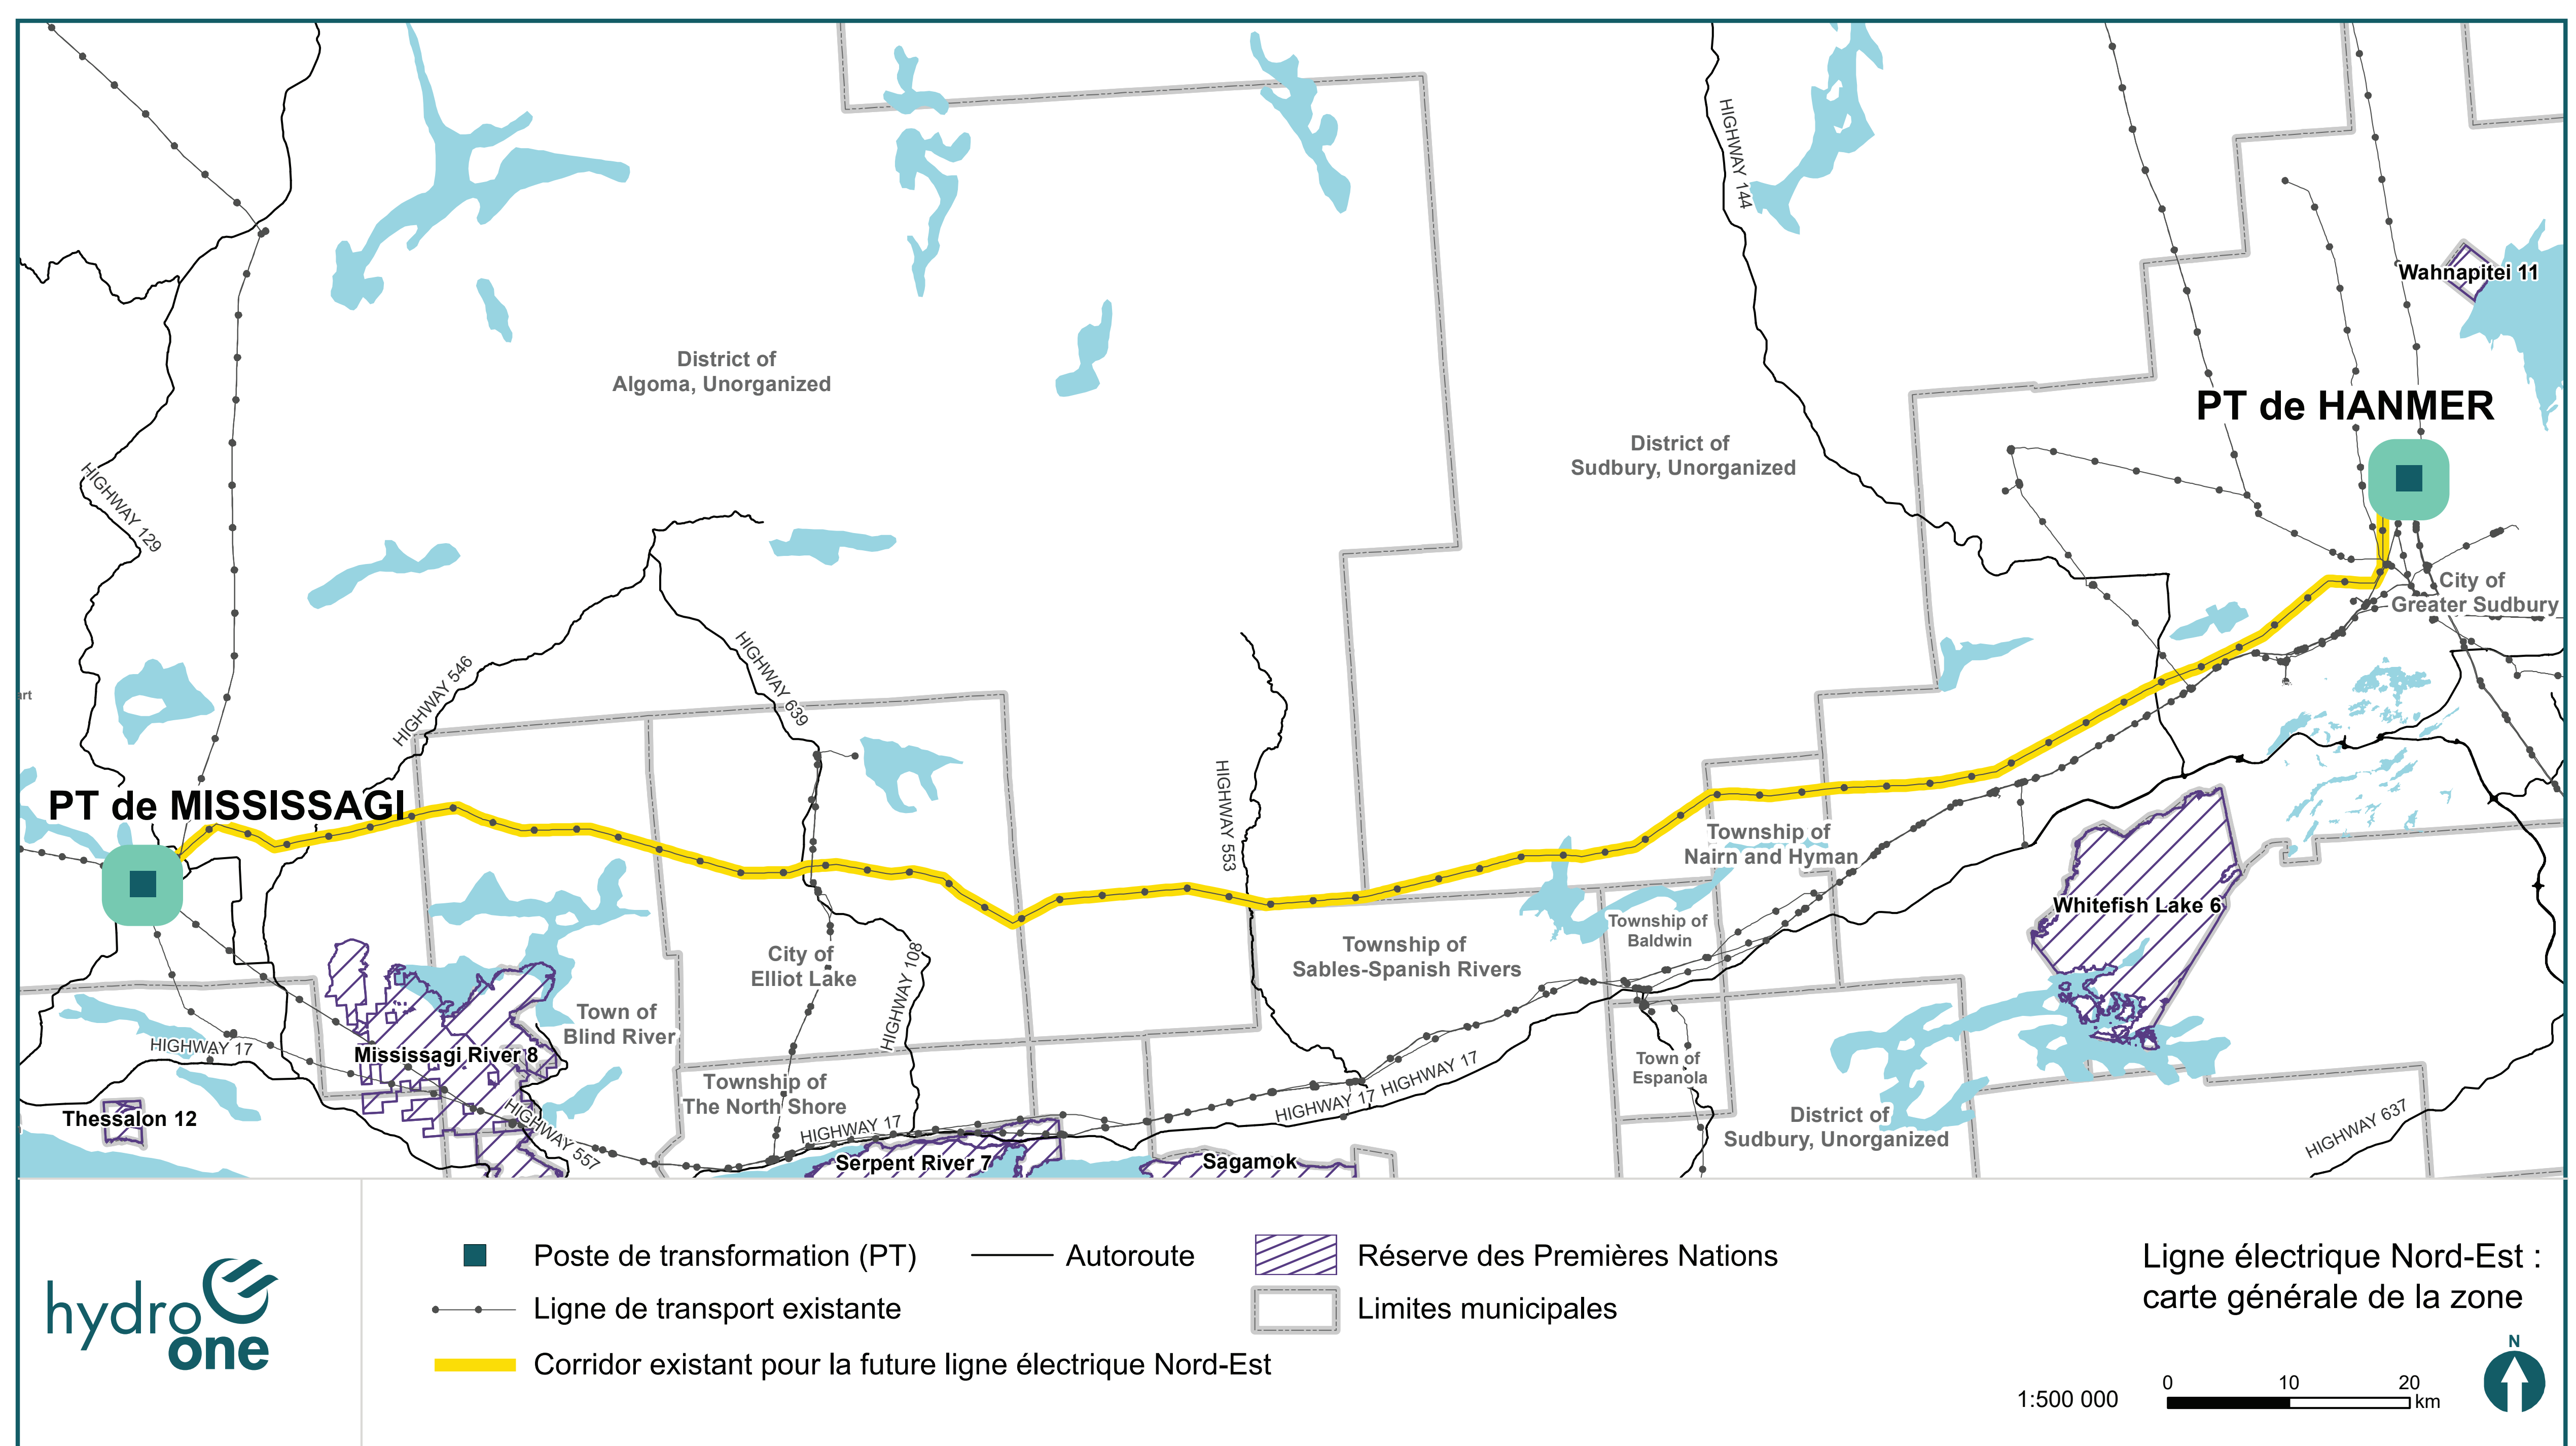 HIGHWAY 144
Wahnapitei 11
District of
Algoma, Unorganized
PT de HANMER
District of
Sudbury, Unorganized
HIGHWAY 129
City of
Greater Sudbury
HIGHWAY 546
HIGHWAY 639
PT de MISSISSAGI
HIGHWAY 553
Township of
Nairn and Hyman
Whitefish Lake 6
Township of
Baldwin
City of
Elliot Lake
HIGHWAY 108
Township of
Sables-Spanish Rivers
Town of
Blind River
HIGHWAY 17
Mississagi River 8
Township of
The North Shore
HIGHWAY 17
HIGHWAY 17
HIGHWAY 17
Town of
Espanola
Thessalon 12
HIGHWAY 557
District of
Sudbury, Unorganized
HIGHWAY 637
Serpent River 7
Sagamok
hydro
one
Poste de transformation (PT)
Autoroute
Réserve des Premières Nations
Ligne de transport existante
Limites municipales
Corridor existant pour la future ligne électrique Nord-Est
Ligne électrique Nord-Est :
carte générale de la zone
N
1:500 000
0 10 20
km